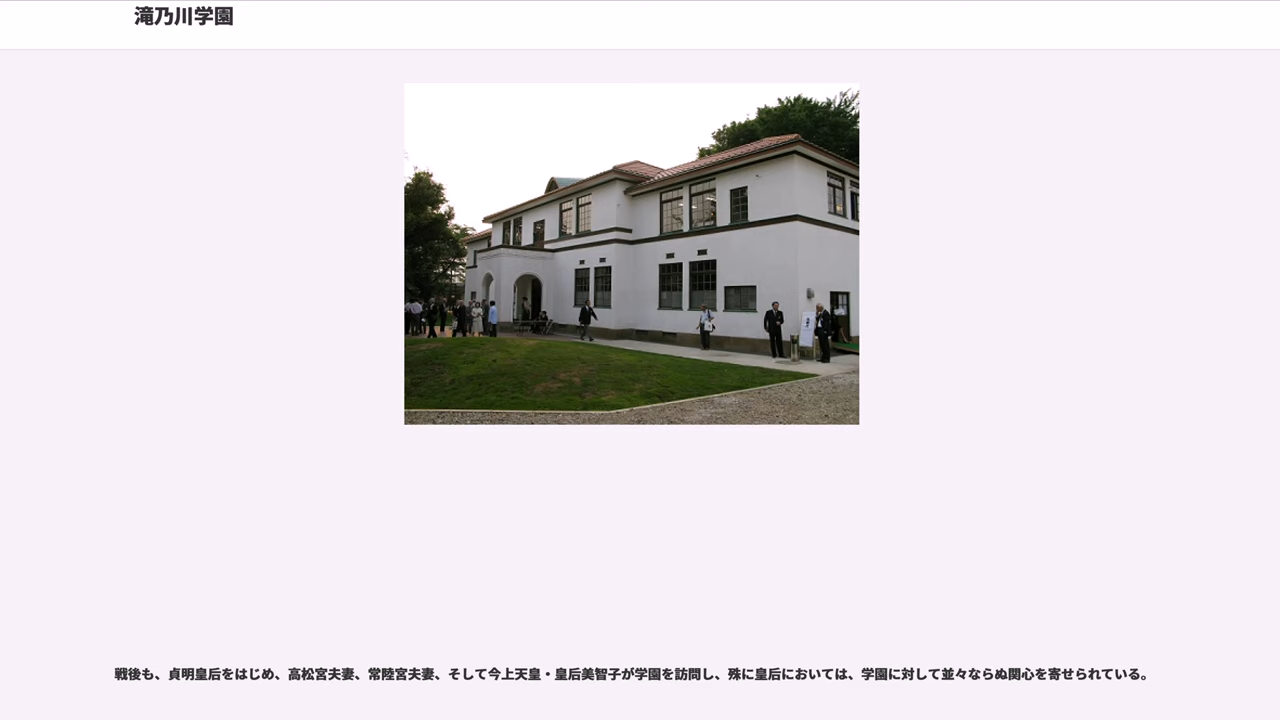 滝乃川学園
戦後も、貞明皇后をはじめ、高松宮夫妻、常陸宮夫妻、そして今上天皇・皇后美智子が学園を訪問し、殊に皇后においては、学園に対して並々ならぬ関心を寄せられている。